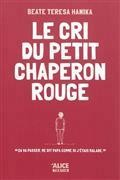 BEATE TERESA HANIKA
LE CRI
DU PETIT
CHAPERON
ROUGE
"ÇA VA PASSER, ME DIT PAPA COMME SI J'ÉTAIS MALADE."
ALICE